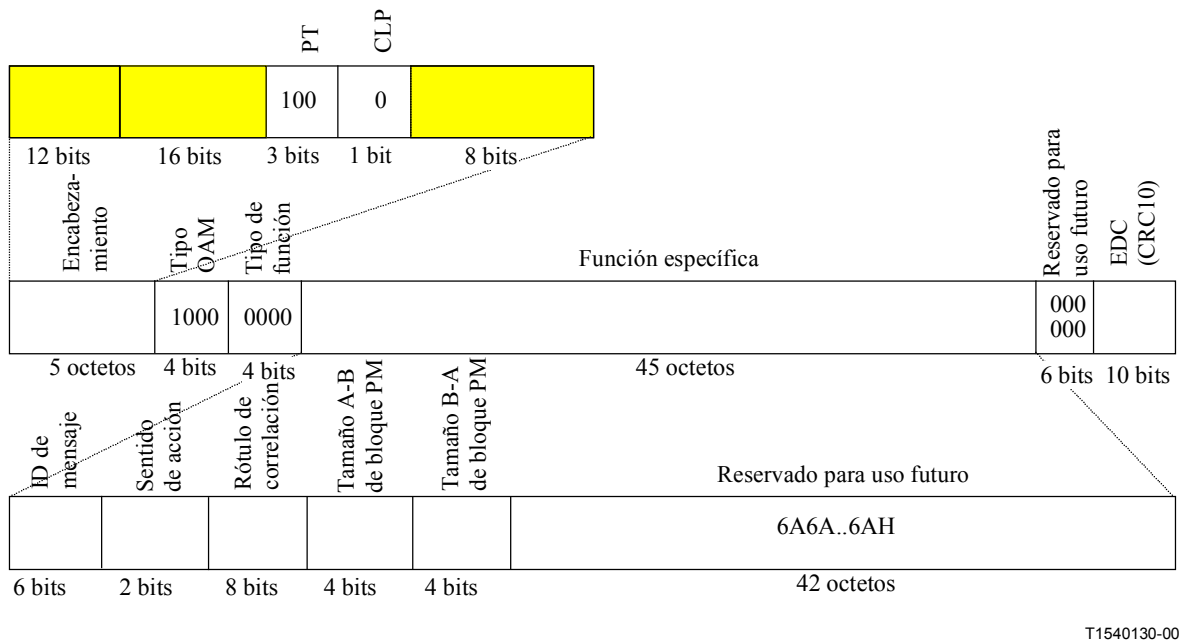 PT
CLP
100
0
12 bits
16 bits
3 bits
1 bit
8 bits
Encabeza-
miento
Tipo
OAM
Tipo de
función
Función específica
Reservado para
uso futuro
EDC
(CRC10)
1000
0000
000
000
5 octetos
4 bits
4 bits
45 octetos
6 bits
10 bits
ID de
mensaje
Sentido
de acción
Rótulo de
correlación
Tamaño A-B
de bloque PM
Tamaño B-A
de bloque PM
Reservado para uso futuro
6A6A..6AH
6 bits
2 bits
8 bits
4 bits
4 bits
42 octetos
T1540130-00